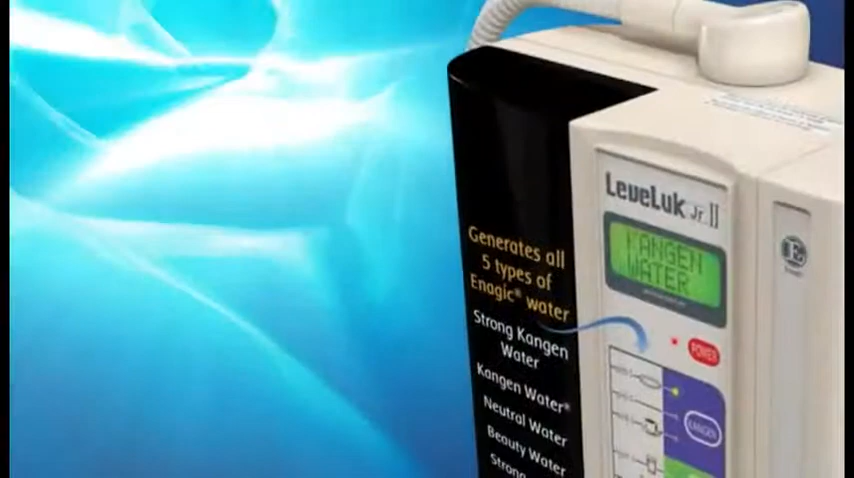 LeveLuk Jr. II
KANGEN
WATER
Generates all
5 types of
Enagic® water
Strong Kangen
Water
Kangen Water®
Neutral Water
Beauty Water
Strong
POWER
KANGEN